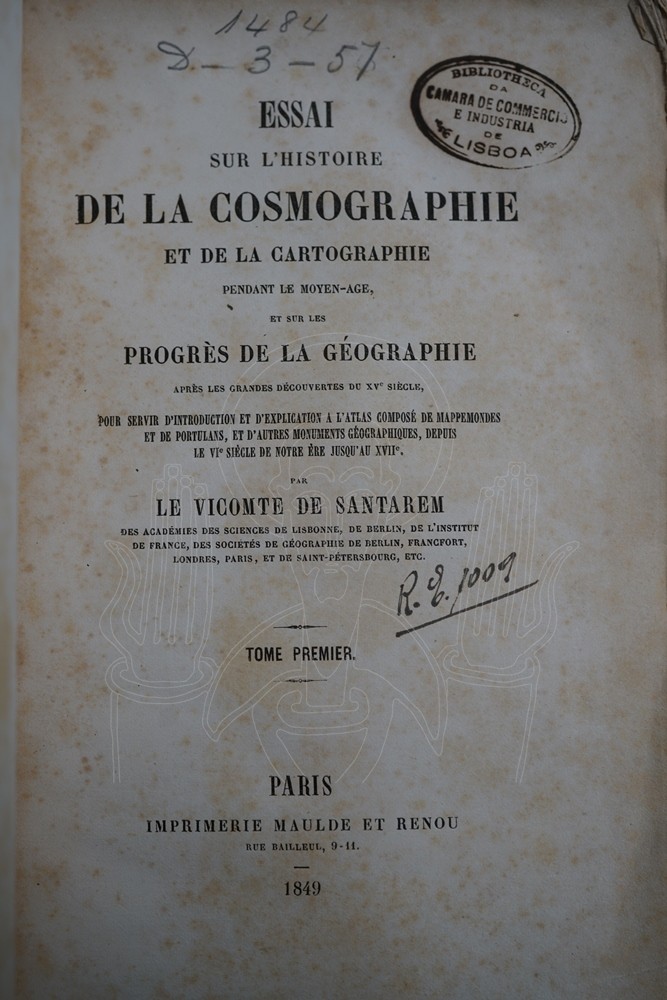 1484
D-3-57
BIBLIOTHECA
DA
CAMARA DE COMMERCIO
E INDUSTRIA
DE
LISBOA
ESSAI
SUR L'HISTOIRE
DE LA COSMOGRAPHIE
ET DE LA CARTOGRAPHIE
PENDANT LE MOYEN-AGE,
ET SUR LES
PROGRÈS DE LA GÉOGRAPHIE
APRÈS LES GRANDES DÉCOUVERTES DU XVe SIÈCLE,
POUR SERVIR D'INTRODUCTION ET D'EXPLICATION A L'ATLAS COMPOSÉ DE MAPPEMONDES
ET DE PORTULANS, ET D'AUTRES MONUMENTS GÉOGRAPHIQUES, DEPUIS
LE VIe SIÈCLE DE NOTRE ÈRE JUSQU'AU XVIIe.
PAR
LE VICOMTE DE SANTAREM
DES ACADÉMIES DES SCIENCES DE LISBONNE, DE BERLIN, DE L'INSTITUT
DE FRANCE, DES SOCIÉTÉS DE GÉOGRAPHIE DE BERLIN, FRANCFORT,
LONDRES, PARIS, ET DE SAINT-PÉTERSBOURG, ETC.
R. E. 1009
TOME PREMIER.
PARIS
IMPRIMERIE MAULDE ET RENOU
RUE BAILLEUL, 9-11.
1849